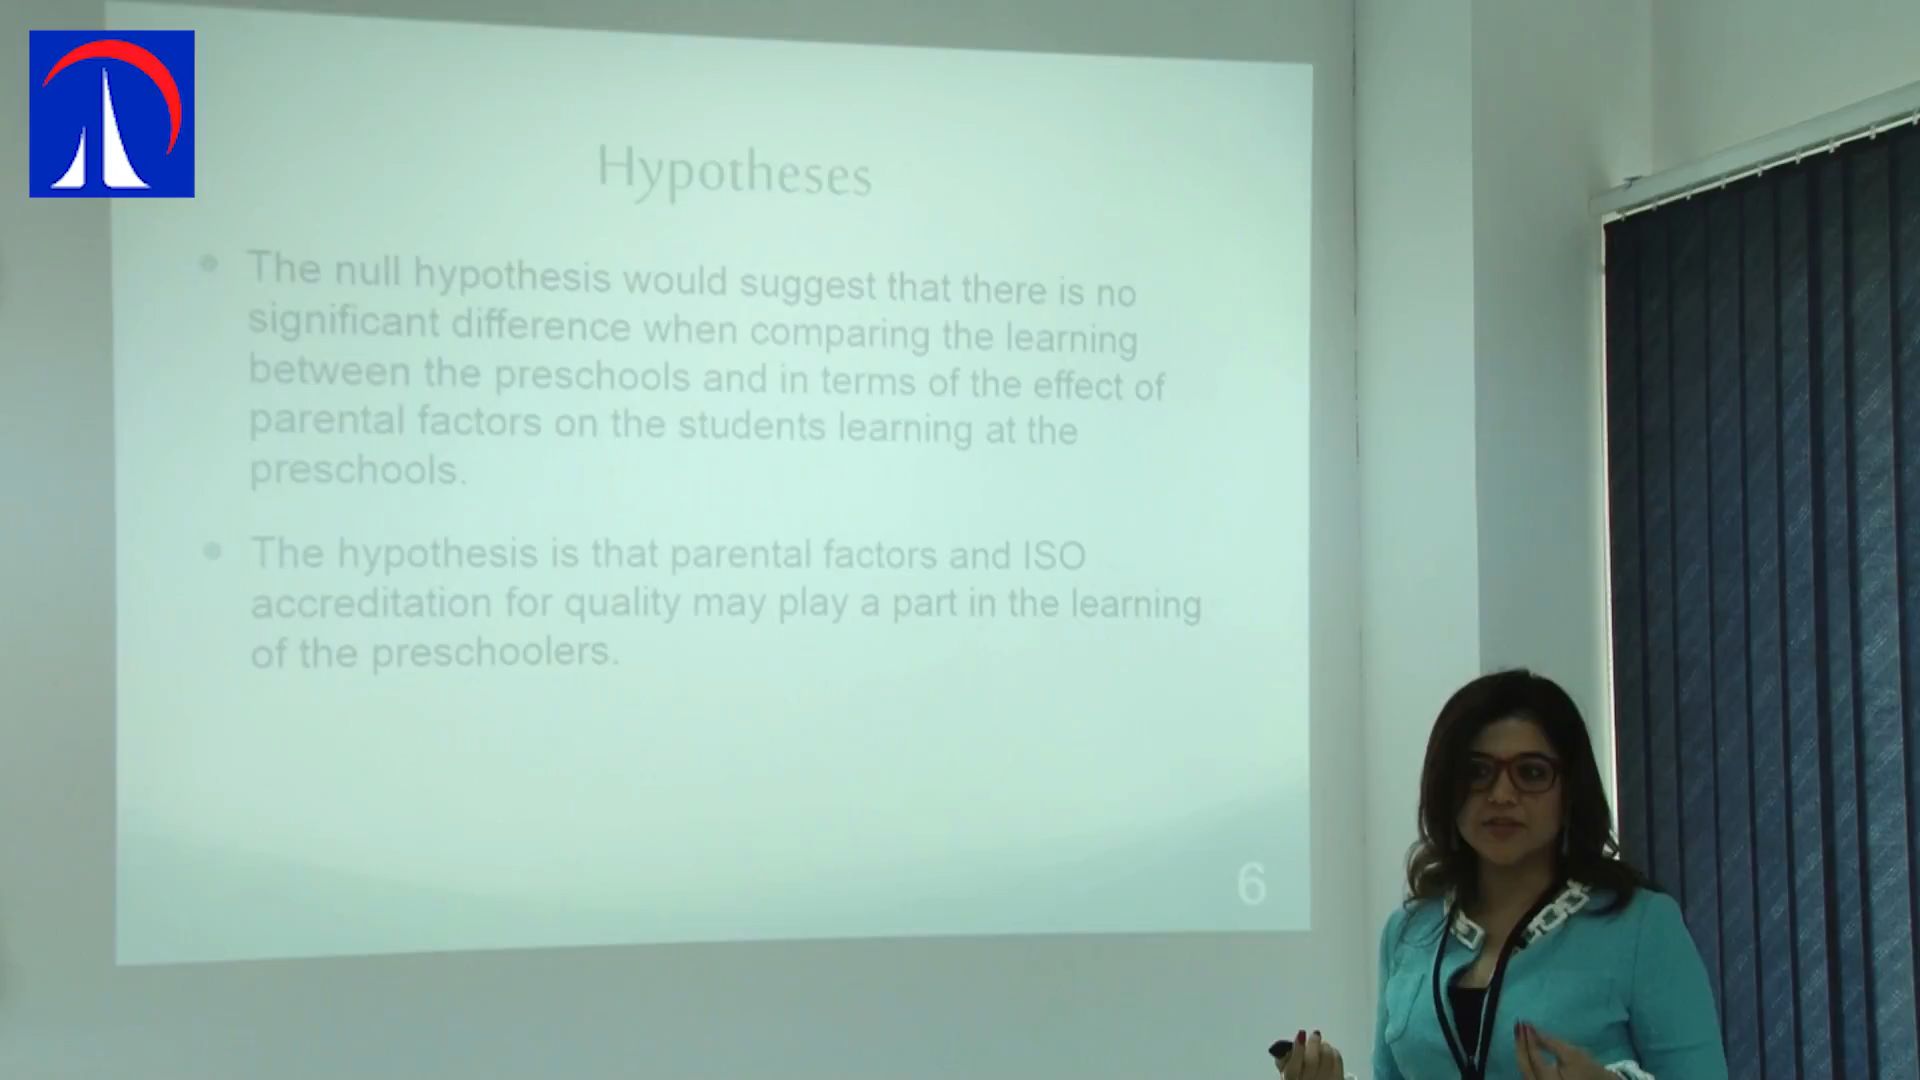 Hypotheses
The null hypothesis would suggest that there is no
significant difference when comparing the learning
between the preschools and in terms of the effect of
parental factors on the students learning at the
preschools.
The hypothesis is that parental factors and ISO
accreditation for quality may play a part in the learning
of the preschoolers.
6